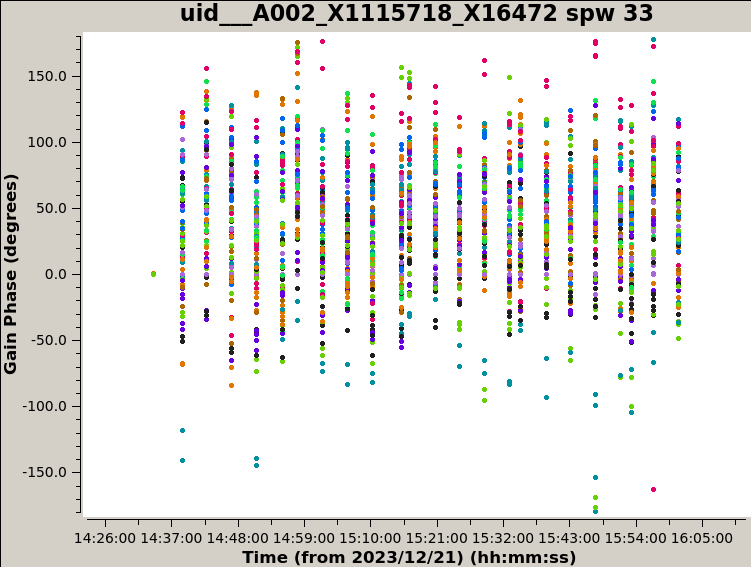 uid___A002_X1115718_X16472 spw 33
Gain Phase (degrees)
150.0
100.0
50.0
0.0
-50.0
-100.0
-150.0
14:26:00 14:37:00 14:48:00 14:59:00 15:10:00 15:21:00 15:32:00 15:43:00 15:54:00 16:05:00
Time (from 2023/12/21) (hh:mm:ss)